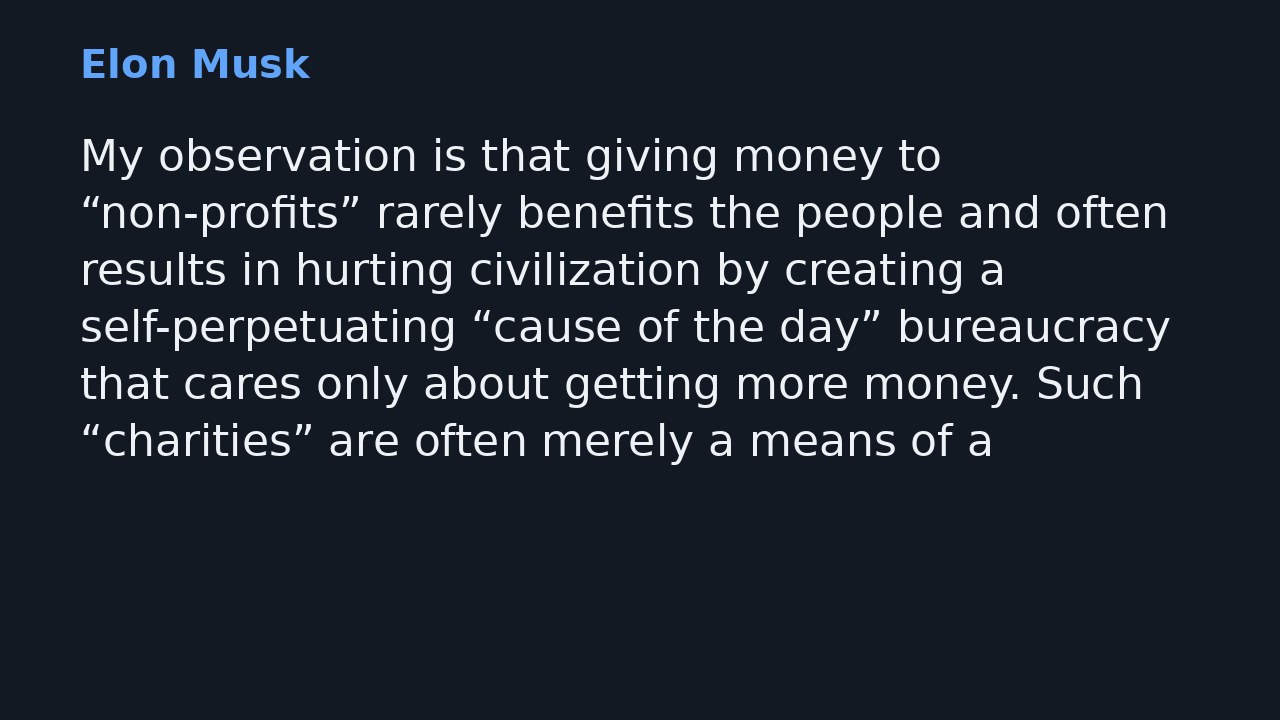 Elon Musk
My observation is that giving money to
“non-profits” rarely benefits the people and often
results in hurting civilization by creating a
self-perpetuating “cause of the day” bureaucracy
that cares only about getting more money. Such
“charities” are often merely a means of a